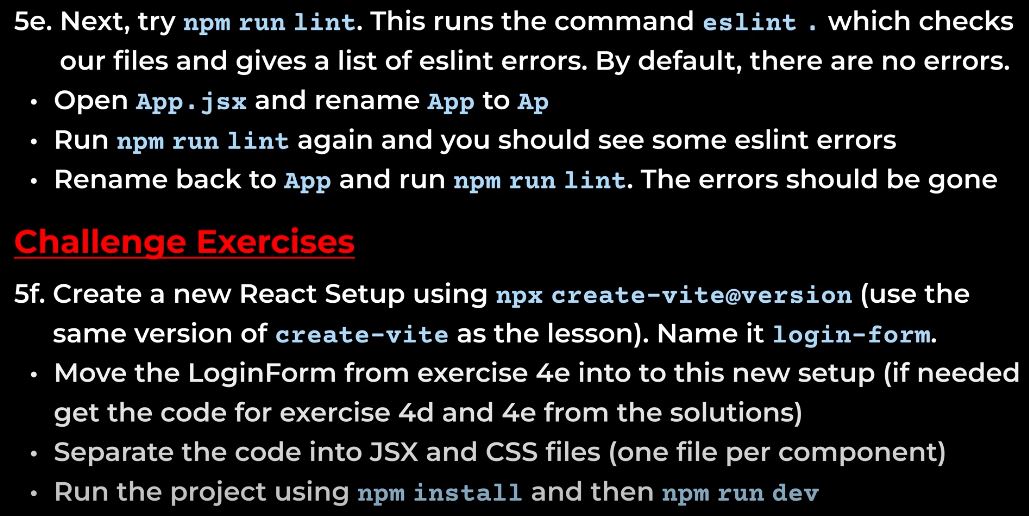 5e. Next, try npm run lint. This runs the command eslint . which checks
our files and gives a list of eslint errors. By default, there are no errors.
• Open App.jsx and rename App to Ap
• Run npm run lint again and you should see some eslint errors
• Rename back to App and run npm run lint. The errors should be gone
Challenge Exercises
5f. Create a new React Setup using npx create-vite@version (use the
same version of create-vite as the lesson). Name it login-form.
• Move the LoginForm from exercise 4e into to this new setup (if needed
get the code for exercise 4d and 4e from the solutions)
• Separate the code into JSX and CSS files (one file per component)
• Run the project using npm install and then npm run dev